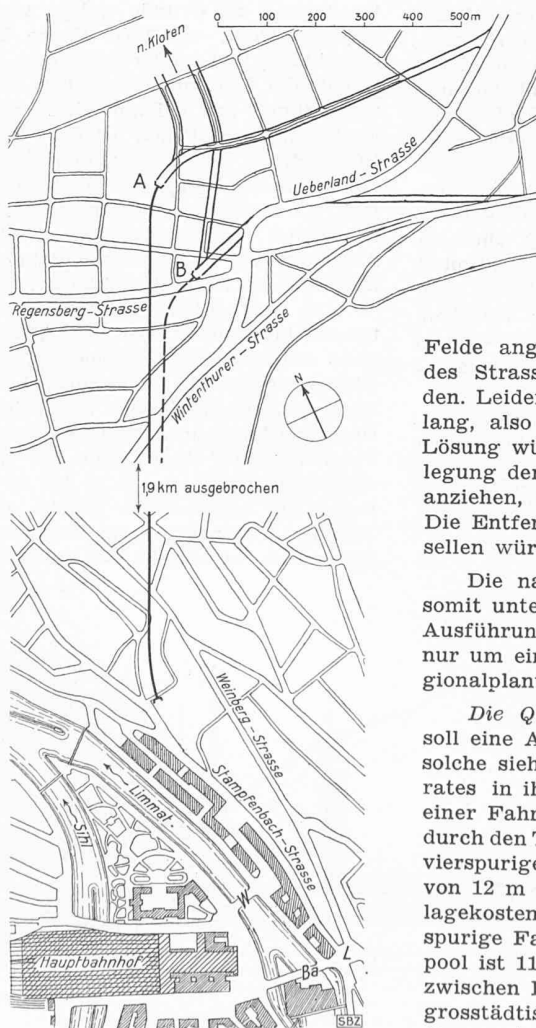 0 100 200 300 400 500m
n. Kloten
A
Ueberland-Strasse
B
Regensberg-Strasse
Winterthurer-Strasse
N
1,9 km ausgebrochen
Weinberg-Strasse
Stampfenbach-Strasse
Limmat
Sihl
W
Hauptbahnhof
Ba
L
SBZ
Felde ang
des Strass
den. Leider
lang, also
Lösung wü
legung der
anziehen,
Die Entfer
sellen wür
Die na
somit unte
Ausführun
nur um ein
gionalplan
Die Q
soll eine A
solche sieh
rates in ih
einer Fahr
durch den T
vierspurige
von 12 m
lagekosten
spurige Fa
pool ist 11
zwischen
grosstädtis